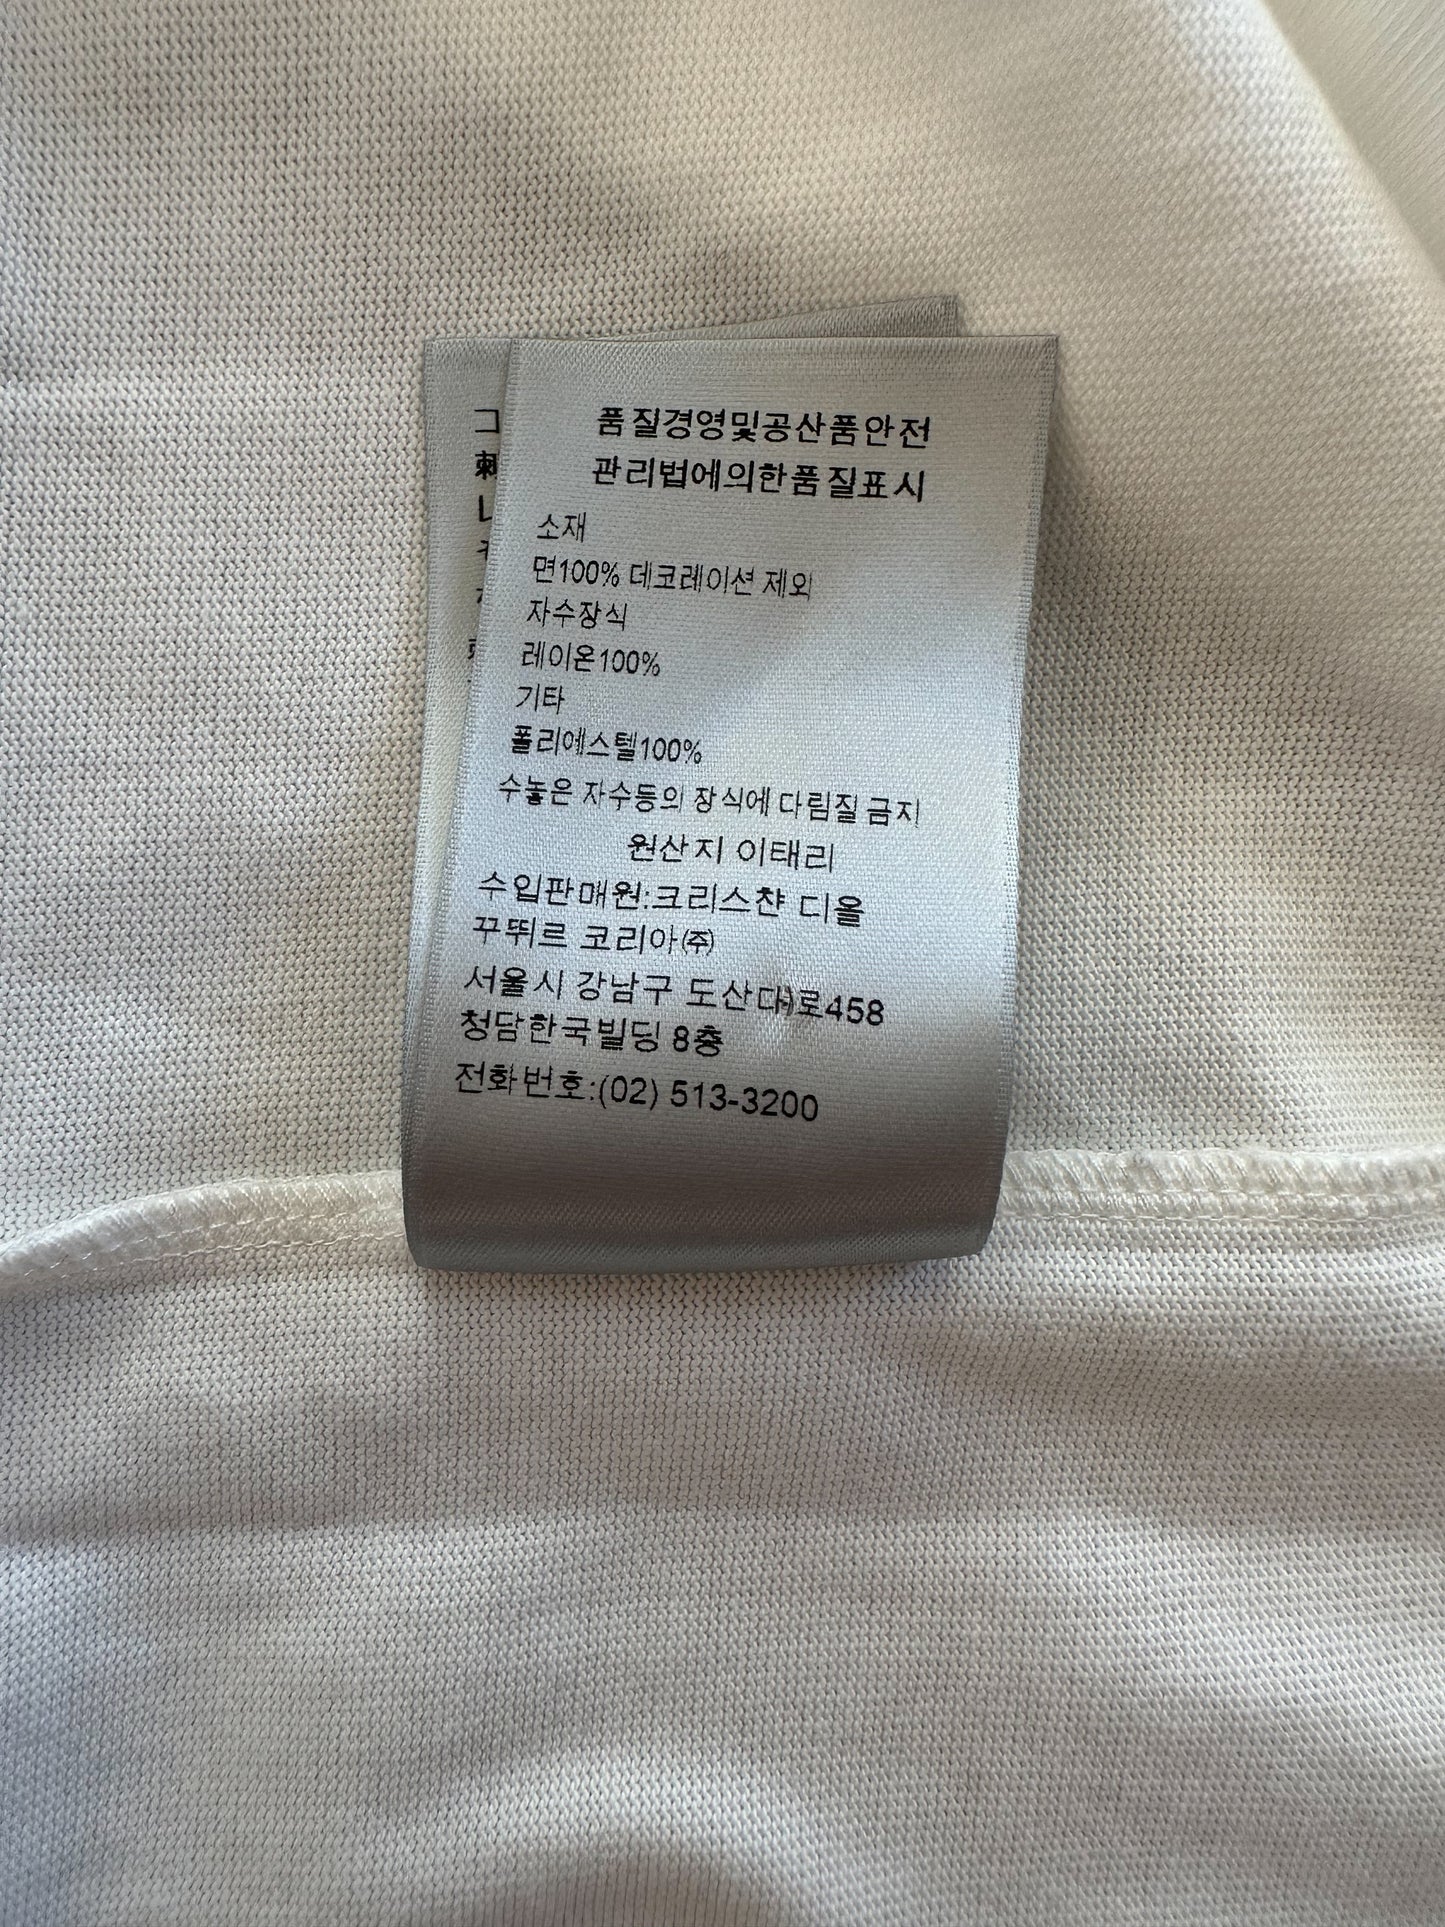 품질경영및공산품안전
관리법에의한품질표시
소재
면100% 데코레이션 제외
자수장식
레이온100%
기타
폴리에스텔100%
수놓은 자수등의 장식에 다림질 금지
원산지 이태리
수입판매원:크리스챤 디올
꾸뛰르 코리아㈜
서울시 강남구 도산대로458
청담한국빌딩 8층
전화번호:(02) 513-3200
그
刺